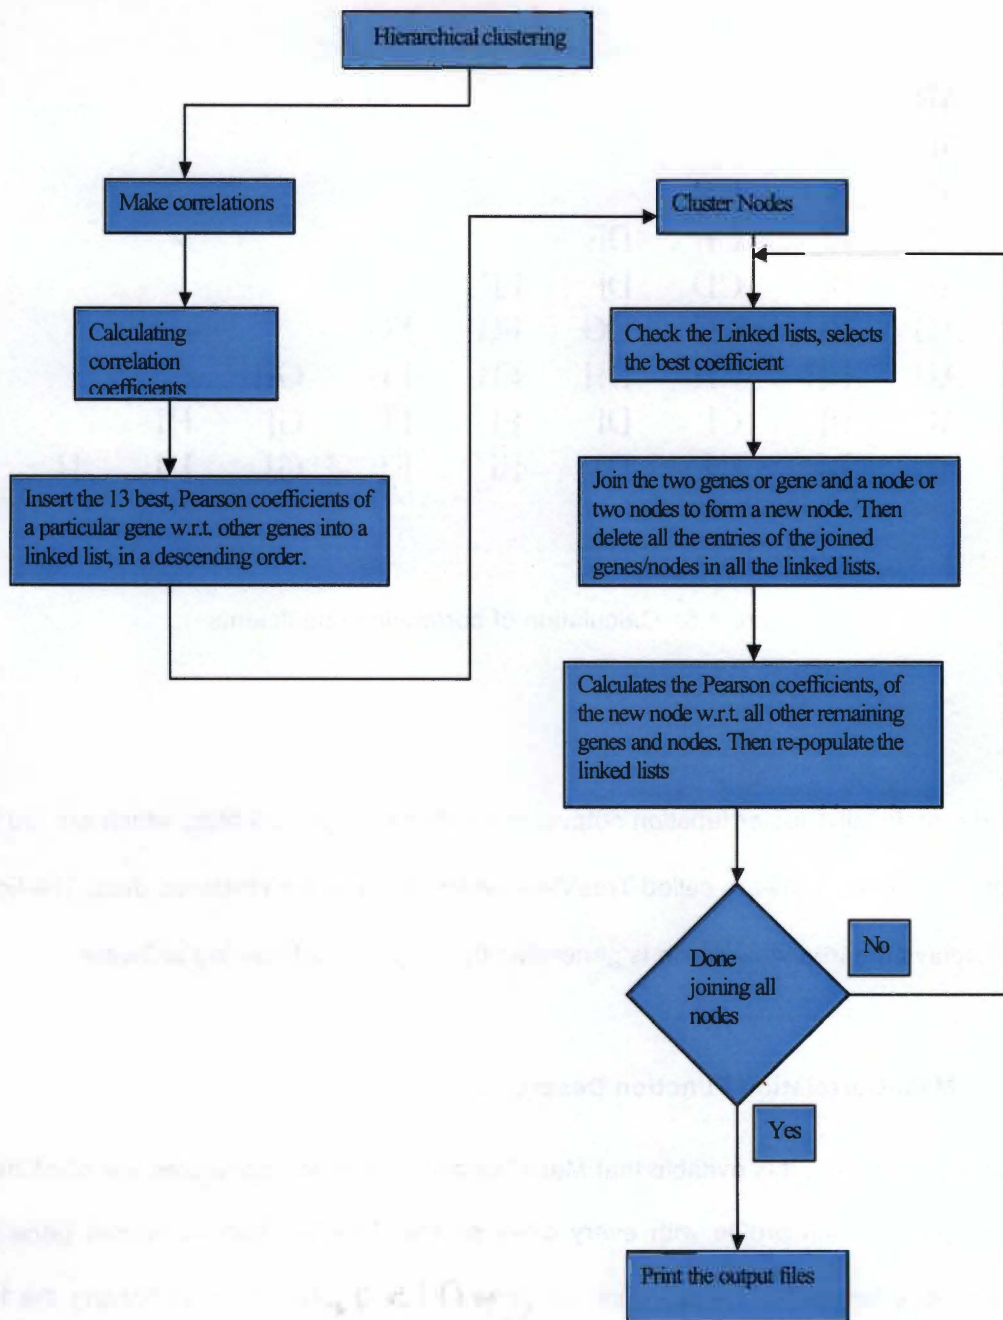 Hierarchical clustering
Make correlations
Calculating
correlation
coefficients
Insert the 13 best, Pearson coefficients of
a particular gene w.r.t. other genes into a
linked list, in a descending order.
Cluster Nodes
Check the Linked lists, selects
the best coefficient
Join the two genes or gene and a node or
two nodes to form a new node. Then
delete all the entries of the joined
genes/nodes in all the linked lists.
Calculates the Pearson coefficients, of
the new node w.r.t. all other remaining
genes and nodes. Then re-populate the
linked lists
Done
joining all
nodes
No
Yes
Print the output files